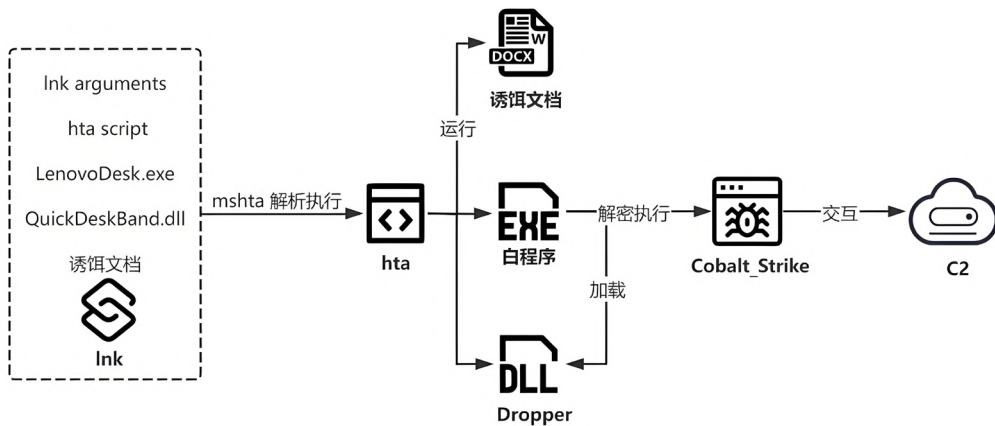 lnk arguments
hta script
LenovoDesk.exe
QuickDeskBand.dll
诱饵文档
lnk
mshta 解析执行
hta
运行
W
DOCX
诱饵文档
EXE
白程序
解密执行
加载
DLL
Dropper
Cobalt_Strike
交互
C2